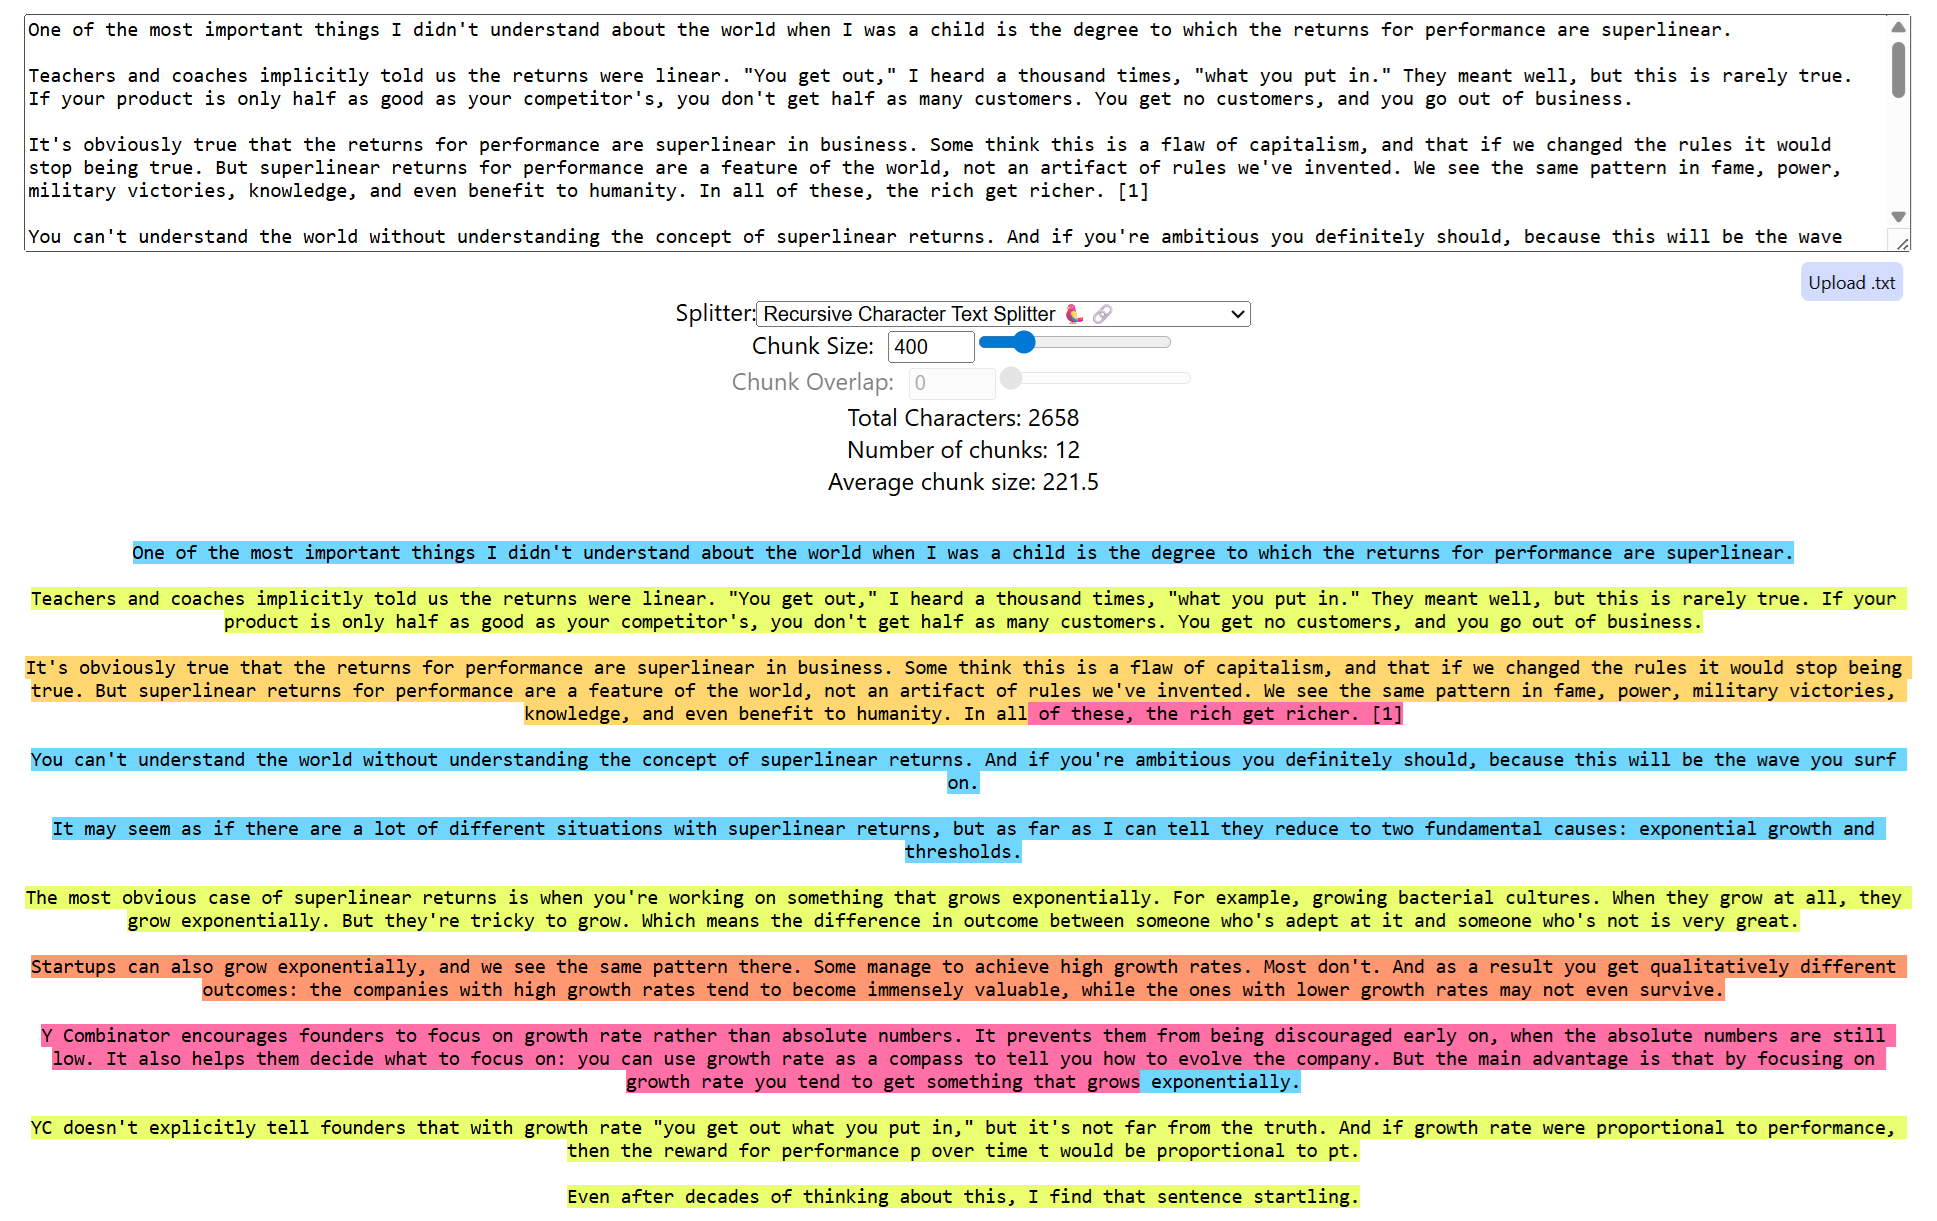 One of the most important things I didn't understand about the world when I was a child is the degree to which the returns for performance are superlinear.
Teachers and coaches implicitly told us the returns were linear. "You get out," I heard a thousand times, "what you put in." They meant well, but this is rarely true.
If your product is only half as good as your competitor's, you don't get half as many customers. You get no customers, and you go out of business.
It's obviously true that the returns for performance are superlinear in business. Some think this is a flaw of capitalism, and that if we changed the rules it would
stop being true. But superlinear returns for performance are a feature of the world, not an artifact of rules we've invented. We see the same pattern in fame, power,
military victories, knowledge, and even benefit to humanity. In all of these, the rich get richer. [1]
You can't understand the world without understanding the concept of superlinear returns. And if you're ambitious you definitely should, because this will be the wave
Upload .txt
Splitter: Recursive Character Text Splitter 🦜 🔗
Chunk Size: 400
Chunk Overlap: 0
Total Characters: 2658
Number of chunks: 12
Average chunk size: 221.5
One of the most important things I didn't understand about the world when I was a child is the degree to which the returns for performance are superlinear.
Teachers and coaches implicitly told us the returns were linear. "You get out," I heard a thousand times, "what you put in." They meant well, but this is rarely true. If your
product is only half as good as your competitor's, you don't get half as many customers. You get no customers, and you go out of business.
It's obviously true that the returns for performance are superlinear in business. Some think this is a flaw of capitalism, and that if we changed the rules it would stop being
true. But superlinear returns for performance are a feature of the world, not an artifact of rules we've invented. We see the same pattern in fame, power, military victories,
knowledge, and even benefit to humanity. In all of these, the rich get richer. [1]
You can't understand the world without understanding the concept of superlinear returns. And if you're ambitious you definitely should, because this will be the wave you surf
on.
It may seem as if there are a lot of different situations with superlinear returns, but as far as I can tell they reduce to two fundamental causes: exponential growth and
thresholds.
The most obvious case of superlinear returns is when you're working on something that grows exponentially. For example, growing bacterial cultures. When they grow at all, they
grow exponentially. But they're tricky to grow. Which means the difference in outcome between someone who's adept at it and someone who's not is very great.
Startups can also grow exponentially, and we see the same pattern there. Some manage to achieve high growth rates. Most don't. And as a result you get qualitatively different
outcomes: the companies with high growth rates tend to become immensely valuable, while the ones with lower growth rates may not even survive.
Y Combinator encourages founders to focus on growth rate rather than absolute numbers. It prevents them from being discouraged early on, when the absolute numbers are still
low. It also helps them decide what to focus on: you can use growth rate as a compass to tell you how to evolve the company. But the main advantage is that by focusing on
growth rate you tend to get something that grows exponentially.
YC doesn't explicitly tell founders that with growth rate "you get out what you put in," but it's not far from the truth. And if growth rate were proportional to performance,
then the reward for performance p over time t would be proportional to pt.
Even after decades of thinking about this, I find that sentence startling.